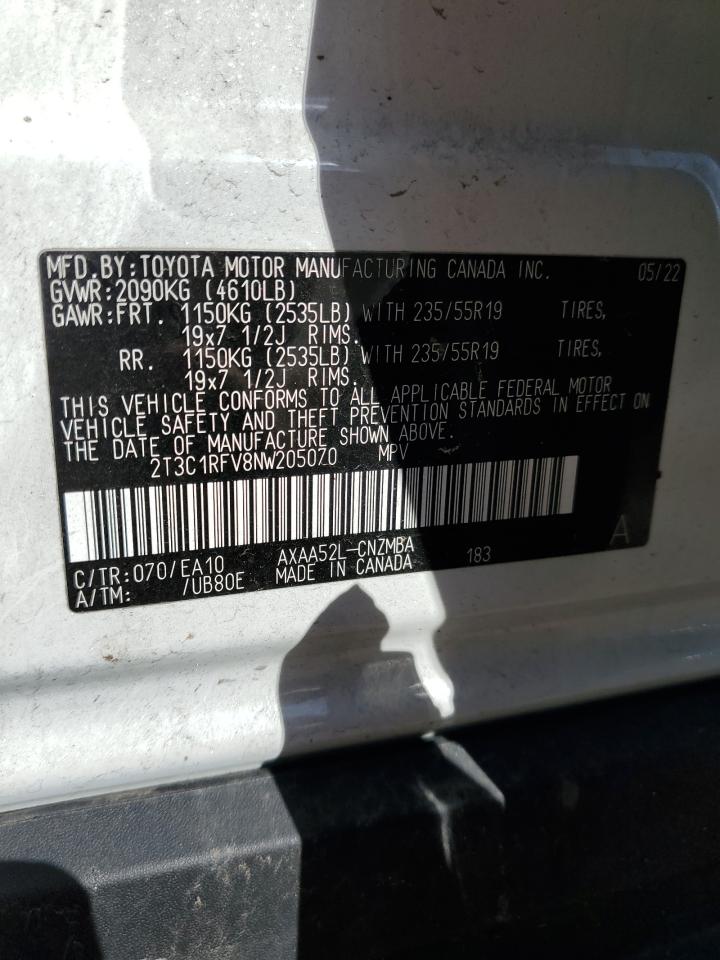 MFD.BY:TOYOTA MOTOR MANUFACTURING CANADA INC. 05/22
GVWR:2090KG (4610LB)
GAWR:FRT. 1150KG (2535LB) WITH 235/55R19 TIRES,
19x7 1/2J RIMS.
RR. 1150KG (2535LB) WITH 235/55R19 TIRES,
19x7 1/2J RIMS.
THIS VEHICLE CONFORMS TO ALL APPLICABLE FEDERAL MOTOR
VEHICLE SAFETY AND THEFT PREVENTION STANDARDS IN EFFECT ON
THE DATE OF MANUFACTURE SHOWN ABOVE.
2T3C1RFV8NW205070 MPV
A
C/TR:070/EA10 AXAA52L-CNZMBA 183
A/TM: /UB80E MADE IN CANADA